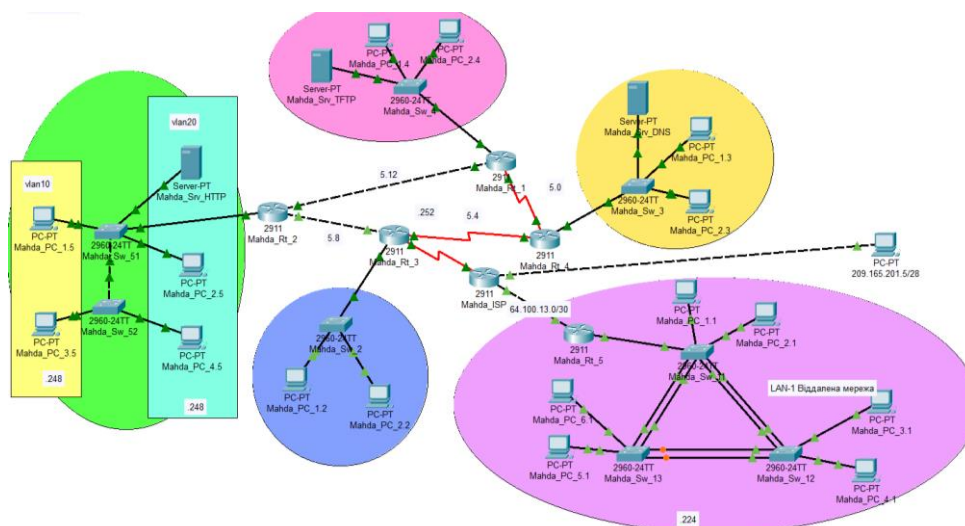 PC-PT
Mahda_PC_1.4
PC-PT
Mahda_PC_2.4
Server-PT
Mahda_Srv_TFTP
2960-24TT
Mahda_Sw_4
vlan20
Server-PT
Mahda_Srv_HTTP
vlan10
PC-PT
Mahda_PC_1.5
2960-24TT
Mahda_Sw_51
PC-PT
Mahda_PC_2.5
2960-24TT
Mahda_Sw_52
PC-PT
Mahda_PC_3.5
PC-PT
Mahda_PC_4.5
.248
.248
5.12
2911
Mahda_Rt_1
5.0
2911
Mahda_Rt_2
5.8
.252
5.4
2911
Mahda_Rt_3
2911
Mahda_Rt_4
Server-PT
Mahda_Srv_DNS
PC-PT
Mahda_PC_1.3
2960-24TT
Mahda_Sw_3
PC-PT
Mahda_PC_2.3
PC-PT
209.165.201.5/28
2911
Mahda_ISP
64.100.13.0/30
2960-24TT
Mahda_Sw_2
PC-PT
Mahda_PC_1.2
PC-PT
Mahda_PC_2.2
PC-PT
Mahda_PC_1.1
PC-PT
Mahda_PC_2.1
2911
Mahda_Rt_5
2960-24TT
Mahda_Sw_11
LAN-1 Віддалена мережа
PC-PT
Mahda_PC_6.1
PC-PT
Mahda_PC_3.1
PC-PT
Mahda_PC_5.1
2960-24TT
Mahda_Sw_13
2960-24TT
Mahda_Sw_12
PC-PT
Mahda_PC_4.1
.224